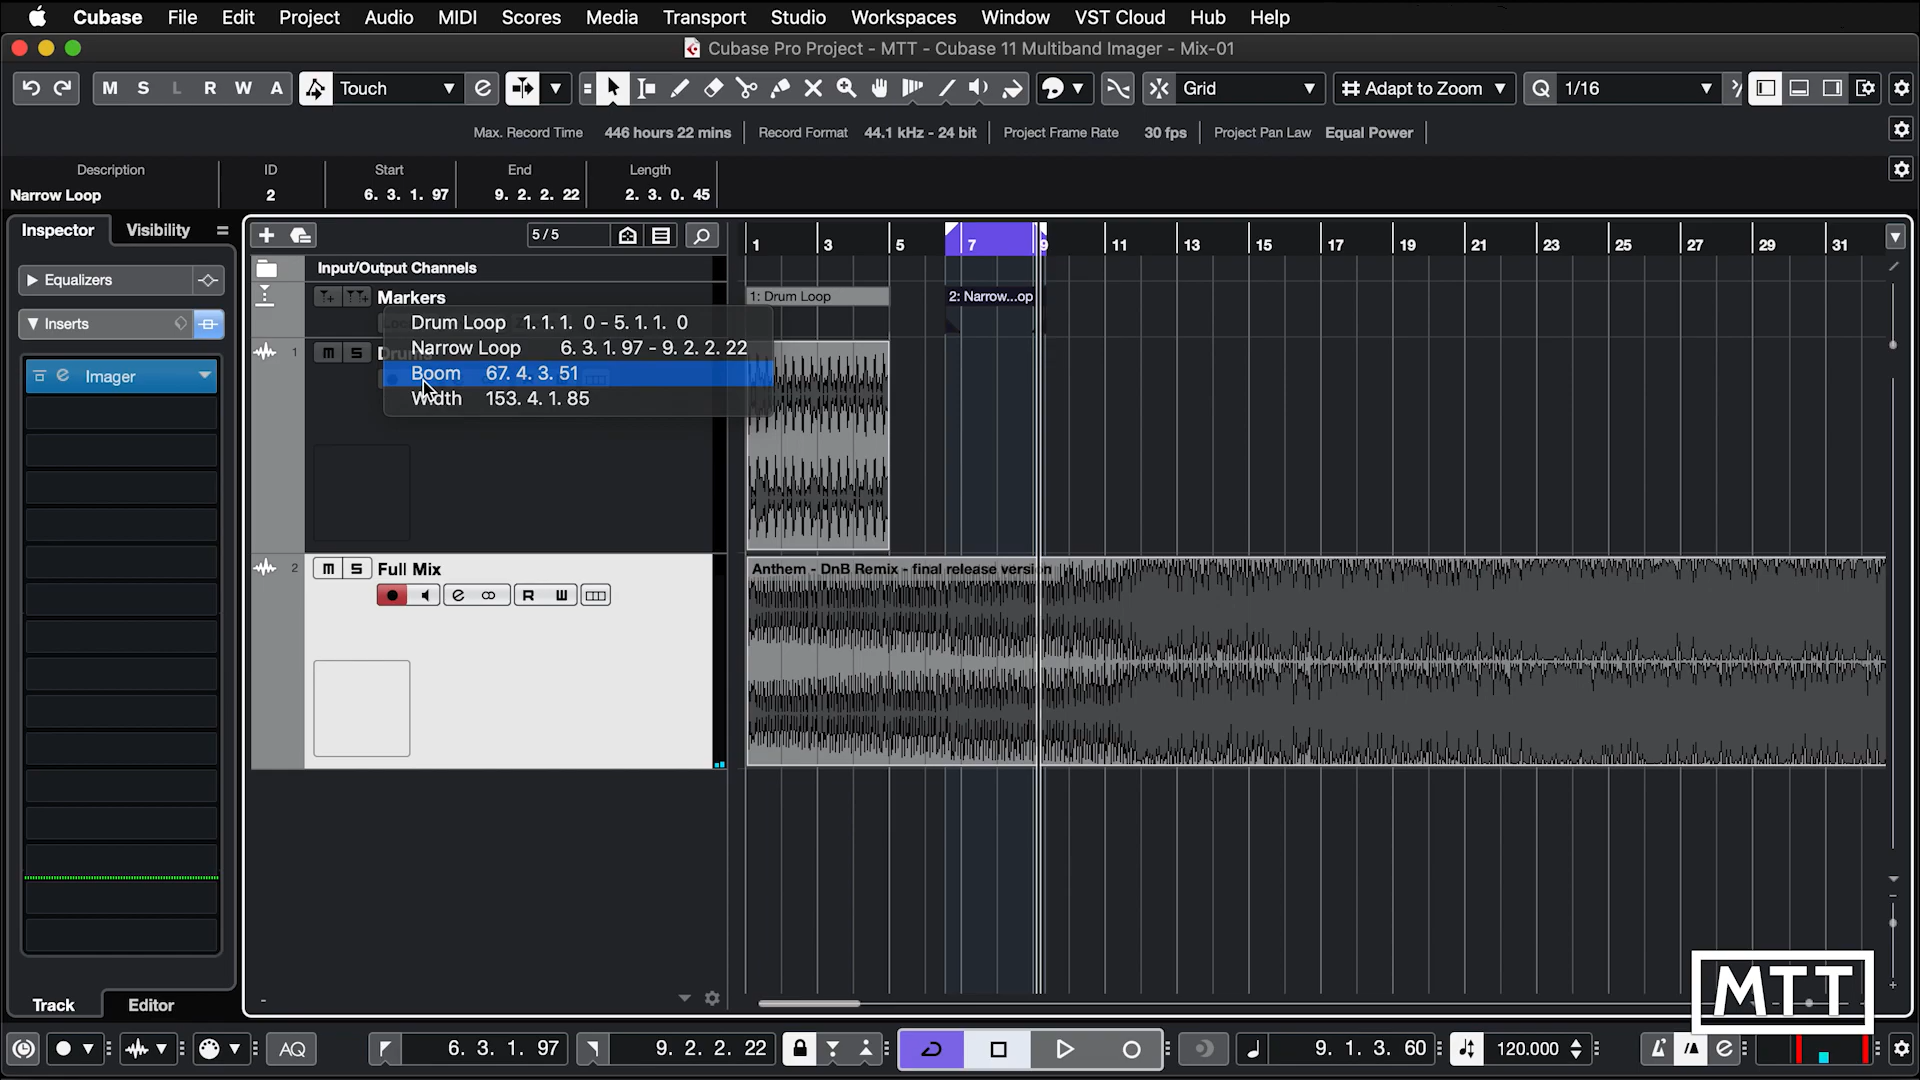 Cubase File Edit Project Audio MIDI Scores Media Transport Studio Workspaces Window VST Cloud Hub Help
Cubase Pro Project - MTT - Cubase 11 Multiband Imager - Mix-01
M S L R W A Touch Grid Adapt to Zoom Q 1/16
Max. Record Time 446 hours 22 mins Record Format 44.1 kHz - 24 bit Project Frame Rate 30 fps Project Pan Law Equal Power
Description ID Start End Length
Narrow Loop 2 6. 3. 1. 97 9. 2. 2. 22 2. 3. 0. 45
Inspector Visibility 5/5 1 3 5 7 9 11 13 15 17 19 21 23 25 27 29 31
Input/Output Channels
Equalizers
Markers 1: Drum Loop 2: Narrow...op
Inserts
Drum Loop 1. 1. 1. 0 - 5. 1. 1. 0
Narrow Loop 6. 3. 1. 97 - 9. 2. 2. 22
1 m S
Boom 67. 4. 3. 51
Imager
Width 153. 4. 1. 85
2 m S Full Mix Anthem - DnB Remix - final release version
R W
MTT
Track Editor
AQ 6. 3. 1. 97 9. 2. 2. 22 9. 1. 3. 60 120.000